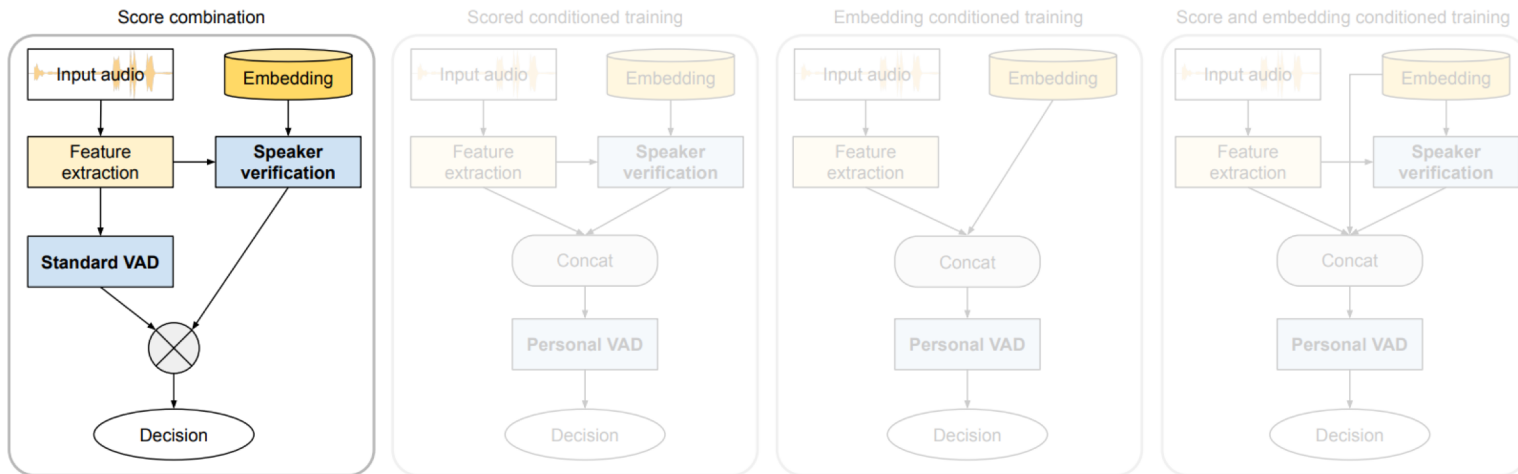 Score combination
Input audio
Embedding
Feature
extraction
Speaker
verification
Standard VAD
Decision
Scored conditioned training
Input audio
Embedding
Feature
extraction
Speaker
verification
Concat
Personal VAD
Decision
Embedding conditioned training
Input audio
Embedding
Feature
extraction
Concat
Personal VAD
Decision
Score and embedding conditioned training
Input audio
Embedding
Feature
extraction
Speaker
verification
Concat
Personal VAD
Decision